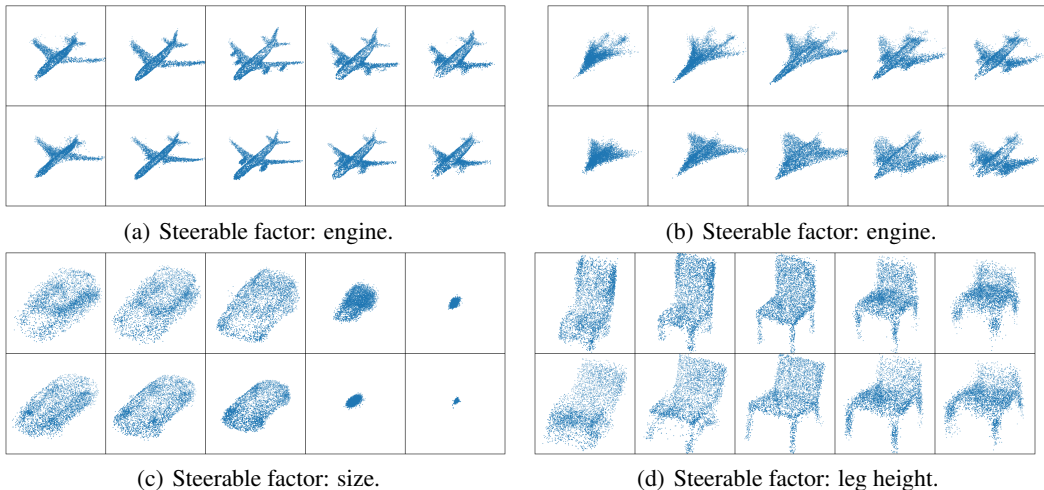 (a) Steerable factor: engine.
(b) Steerable factor: engine.
(c) Steerable factor: size.
(d) Steerable factor: leg height.